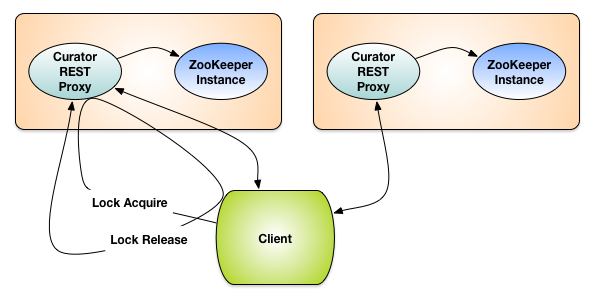 Curator
REST
Proxy
ZooKeeper
Instance
Curator
REST
Proxy
ZooKeeper
Instance
Lock Acquire
Lock Release
Client